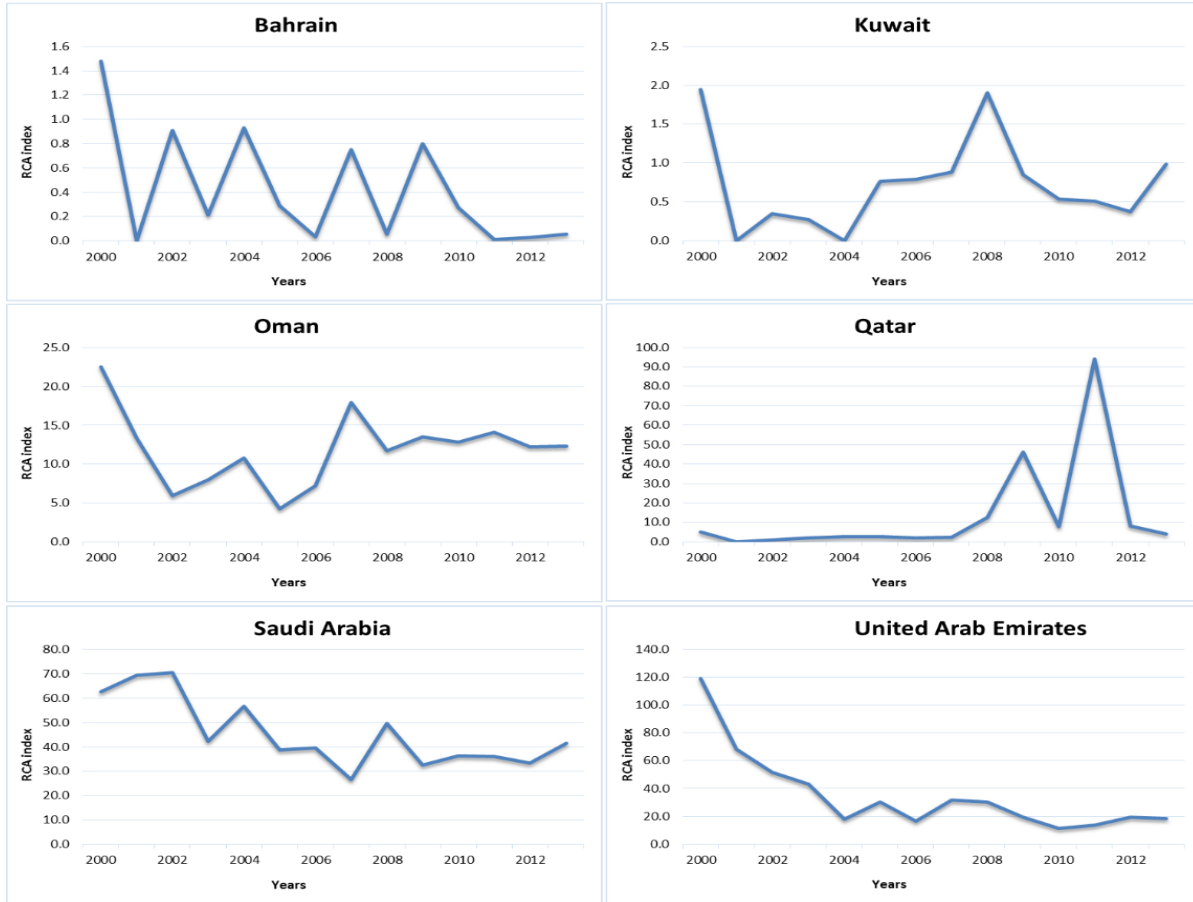 Bahrain
1.6
1.4
1.2
1.0
0.8
0.6
0.4
0.2
0.0
RCA index
2000 2002 2004 2006 2008 2010 2012
Years
Kuwait
2.5
2.0
1.5
1.0
0.5
0.0
RCA index
2000 2002 2004 2006 2008 2010 2012
Years
Oman
25.0
20.0
15.0
10.0
5.0
0.0
RCA index
2000 2002 2004 2006 2008 2010 2012
Years
Qatar
100.0
90.0
80.0
70.0
60.0
50.0
40.0
30.0
20.0
10.0
0.0
RCA index
2000 2002 2004 2006 2008 2010 2012
Years
Saudi Arabia
80.0
70.0
60.0
50.0
40.0
30.0
20.0
10.0
0.0
RCA index
2000 2002 2004 2006 2008 2010 2012
Years
United Arab Emirates
140.0
120.0
100.0
80.0
60.0
40.0
20.0
0.0
RCA index
2000 2002 2004 2006 2008 2010 2012
Years